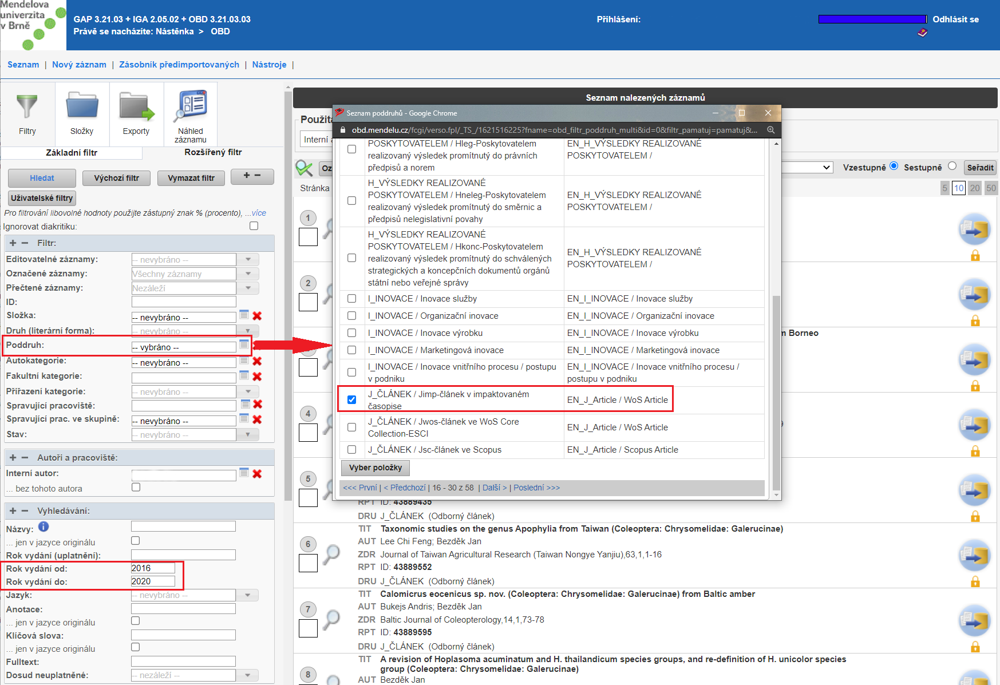 Mendelova
univerzita
v Brně
GAP 3.21.03 + IGA 2.05.02 + OBD 3.21.03.03
Právě se nacházíte: Nástěnka > OBD
Přihlášení:
Odhlásit se
Seznam | Nový záznam | Zásobník předimportovaných | Nástroje |
Filtry
Složky
Exporty
Náhled
záznamu
Základní filtr
Rozšířený filtr
Hledat
Výchozí filtr
Vymazat filtr
+ −
Uživatelské filtry
Pro filtrování libovolné hodnoty použijte zástupný znak % (procento), ...více
Ignorovat diakritiku:
+ − Filtr:
Editovatelné záznamy: -- nevybráno --
Označené záznamy: Všechny záznamy
Přečtené záznamy: Nezáleží
ID:
Složka: -- nevybráno --
Druh (literární forma): -- nevybráno --
Poddruh: -- vybráno --
Autokategorie: -- nevybráno --
Fakultní kategorie:
Přiřazení kategorie: -- nevybráno --
Spravující pracoviště:
Spravující prac. ve skupině: -- nevybráno --
Stav: -- nevybráno --
+ − Autoři a pracoviště:
Interní autor:
... bez tohoto autora
+ − Vyhledávání:
Názvy:
... jen v jazyce originálu
Rok vydání (uplatnění):
Rok vydání od: 2016
Rok vydání do: 2020
Jazyk: -- nevybráno --
Anotace:
... jen v jazyce originálu
Klíčová slova:
... jen v jazyce originálu
Fulltext:
Dosud neuplatněné: -- nezáleží --
Seznam nalezených záznamů
Použit
Interní
Oz
Vzestupně
Sestupně
Seřadit
Stránka
5 10 20 50
Seznam poddruhů - Google Chrome
obd.mendelu.cz/fcgi/verso.fpl/_TS_/1621516225?fname=obd_filtr_poddruh_multi&id=0&filtr_pamatuj=pamatuj&...
POSKYTOVATELEM / Hleg-Poskytovatelem
realizovaný výsledek promítnutý do právních
předpisů a norem
EN_H_VÝSLEDKY REALIZOVANÉ
POSKYTOVATELEM /
H_VÝSLEDKY REALIZOVANÉ
POSKYTOVATELEM / Hneleg-Poskytovatelem
realizovaný výsledek promítnutý do směrnic a
předpisů nelegislativní povahy
EN_H_VÝSLEDKY REALIZOVANÉ
POSKYTOVATELEM /
H_VÝSLEDKY REALIZOVANÉ
POSKYTOVATELEM / Hkonc-Poskytovatelem
realizovaný výsledek promítnutý do schválených
strategických a koncepčních dokumentů orgánů
státní nebo veřejné správy
EN_H_VÝSLEDKY REALIZOVANÉ
POSKYTOVATELEM /
I_INOVACE / Inovace služby
EN_I_INOVACE / Inovace služby
I_INOVACE / Organizační inovace
EN_I_INOVACE / Organizační inovace
I_INOVACE / Inovace výrobku
EN_I_INOVACE / Inovace výrobku
I_INOVACE / Marketingová inovace
EN_I_INOVACE / Marketingová inovace
I_INOVACE / Inovace vnitřního procesu / postupu
v podniku
EN_I_INOVACE / Inovace vnitřního procesu /
postupu v podniku
J_ČLÁNEK / Jimp-článek v impaktovaném
časopise
EN_J_Article / WoS Article
J_ČLÁNEK / Jwos-článek ve WoS Core
Collection-ESCI
EN_J_Article / WoS Article
J_ČLÁNEK / Jsc-článek ve Scopus
EN_J_Article / Scopus Article
Vyber položky
<<< První | < Předchozí | 16 - 30 z 58 | Další > | Poslední >>>
1
2
m Borneo
4
5
RPT ID: 43889435
DRU J_ČLÁNEK (Odborný článek)
6
TIT Taxonomic studies on the genus Apophylia from Taiwan (Coleoptera: Chrysomelidae: Galerucinae)
AUT Lee Chi Feng; Bezděk Jan
ZDR Journal of Taiwan Agricultural Research (Taiwan Nongye Yanjiu),63,1,1-16
RPT ID: 43889552
DRU J_ČLÁNEK (Odborný článek)
7
TIT Calomicrus eocenicus sp. nov. (Coleoptera: Chrysomelidae: Galerucinae) from Baltic amber
AUT Bukejs Andris; Bezděk Jan
ZDR Baltic Journal of Coleopterology,14,1,73-78
RPT ID: 43889595
DRU J_ČLÁNEK (Odborný článek)
8
TIT A revision of Hoplasoma acuminatum and H. thailandicum species groups, and re-definition of H. unicolor species
group (Coleoptera: Chrysomelidae: Galerucinae)
AUT Bezděk Jan